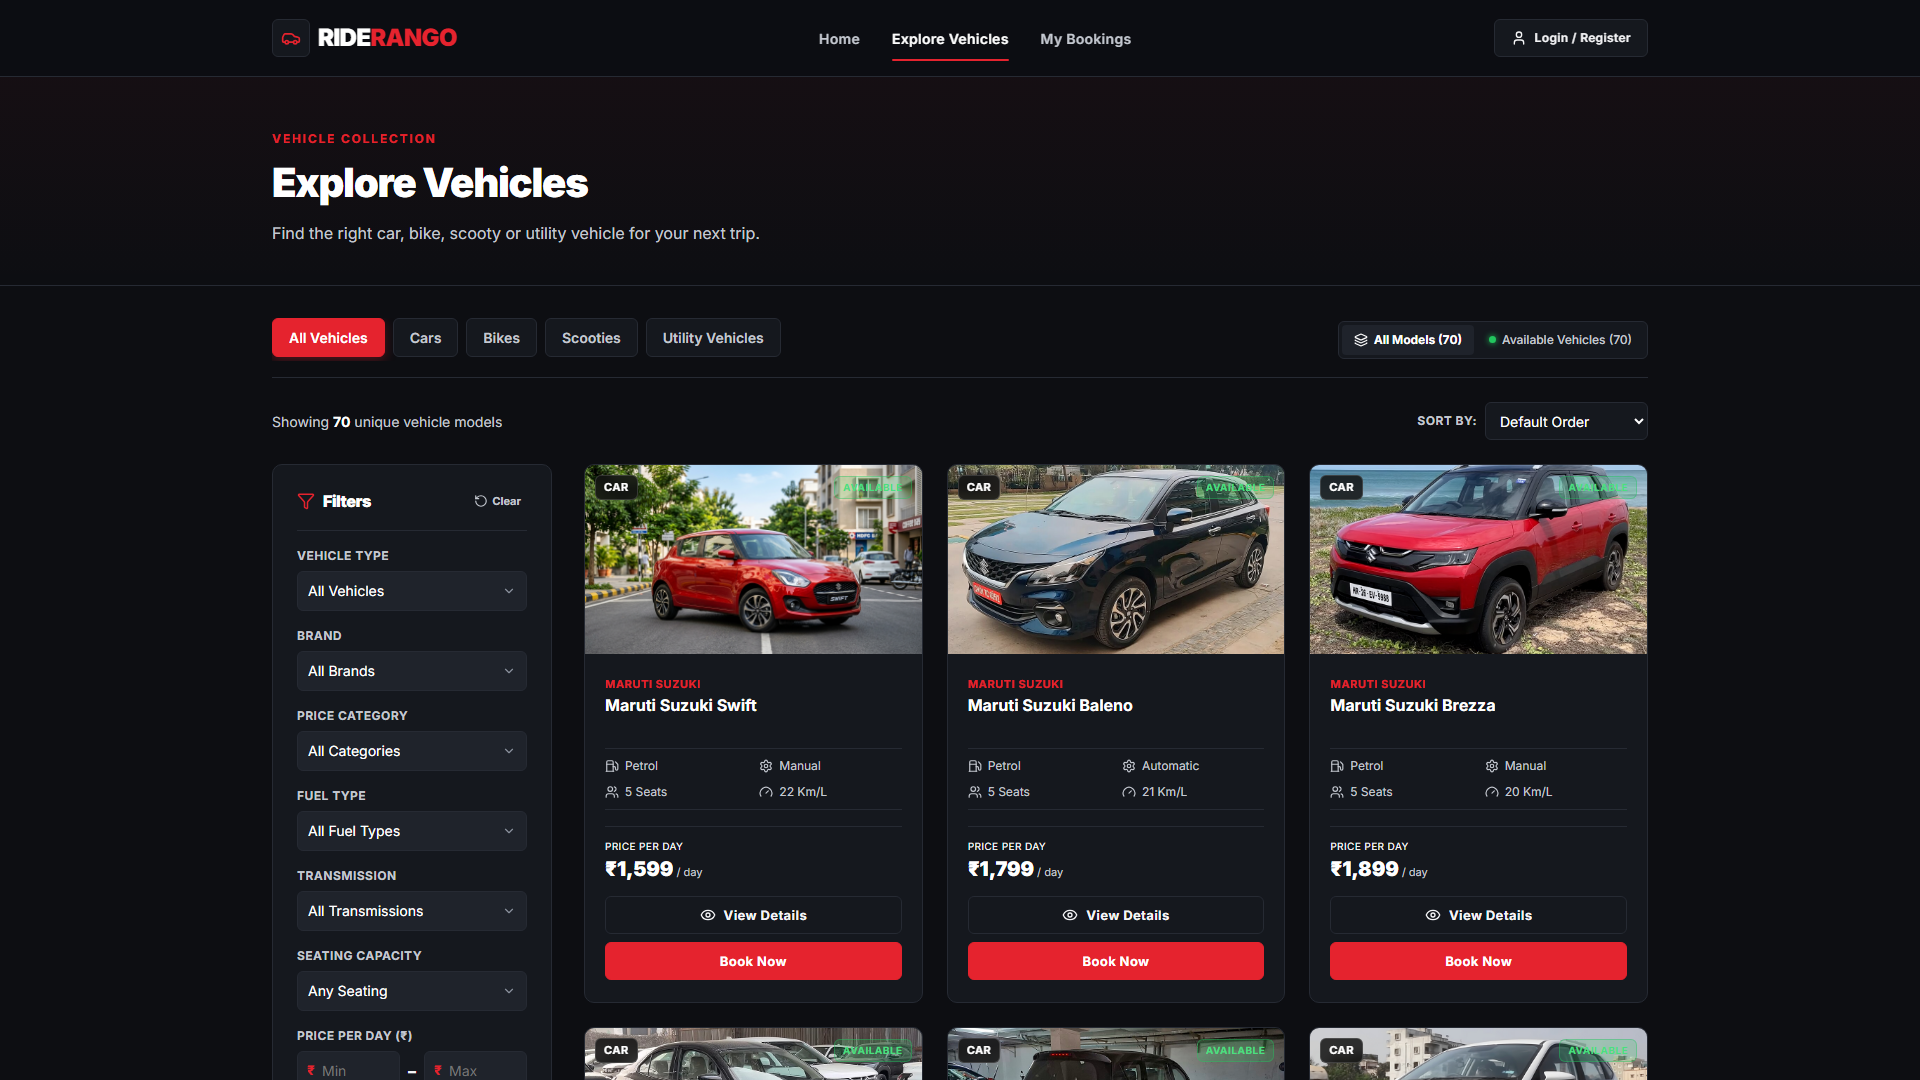 RIDERANGO
Home
Explore Vehicles
My Bookings
Login / Register
VEHICLE COLLECTION
Explore Vehicles
Find the right car, bike, scooty or utility vehicle for your next trip.
All Vehicles
Cars
Bikes
Scooties
Utility Vehicles
All Models (70)
Available Vehicles (70)
Showing 70 unique vehicle models
SORT BY:
Default Order
Filters
Clear
VEHICLE TYPE
All Vehicles
BRAND
All Brands
PRICE CATEGORY
All Categories
FUEL TYPE
All Fuel Types
TRANSMISSION
All Transmissions
SEATING CAPACITY
Any Seating
PRICE PER DAY (₹)
₹ Min
–
₹ Max
CAR
AVAILABLE
SWIFT
MARUTI SUZUKI
Maruti Suzuki Swift
Petrol
Manual
5 Seats
22 Km/L
PRICE PER DAY
₹1,599 / day
View Details
Book Now
CAR
AVAILABLE
MARUTI SUZUKI
Maruti Suzuki Baleno
Petrol
Automatic
5 Seats
21 Km/L
PRICE PER DAY
₹1,799 / day
View Details
Book Now
CAR
AVAILABLE
MARUTI SUZUKI
Maruti Suzuki Brezza
Petrol
Manual
5 Seats
20 Km/L
PRICE PER DAY
₹1,899 / day
View Details
Book Now
CAR
AVAILABLE
CAR
AVAILABLE
CAR
AVAILABLE